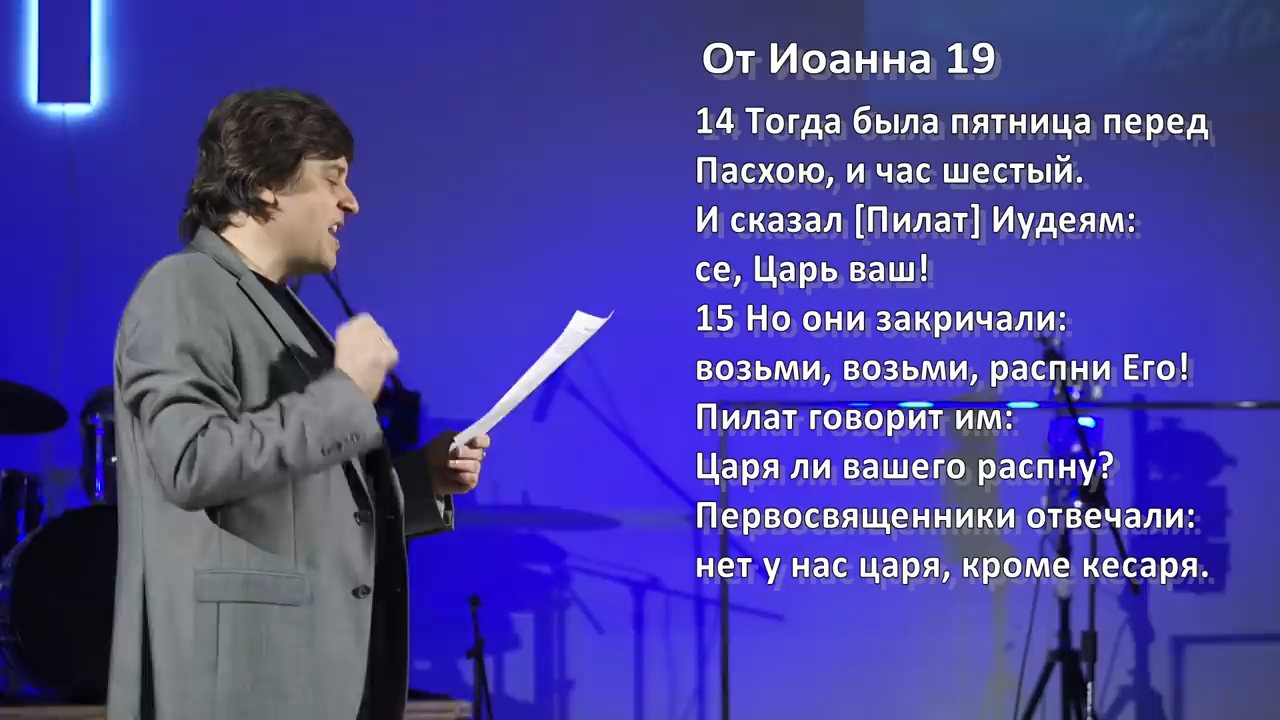 От Иоанна 19
14 Тогда была пятница перед
Пасхою, и час шестый.
И сказал [Пилат] Иудеям:
се, Царь ваш!
15 Но они закричали:
возьми, возьми, распни Его!
Пилат говорит им:
Царя ли вашего распну?
Первосвященники отвечали:
нет у нас царя, кроме кесаря.